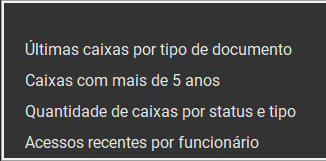 Últimas caixas por tipo de documento
Caixas com mais de 5 anos
Quantidade de caixas por status e tipo
Acessos recentes por funcionário